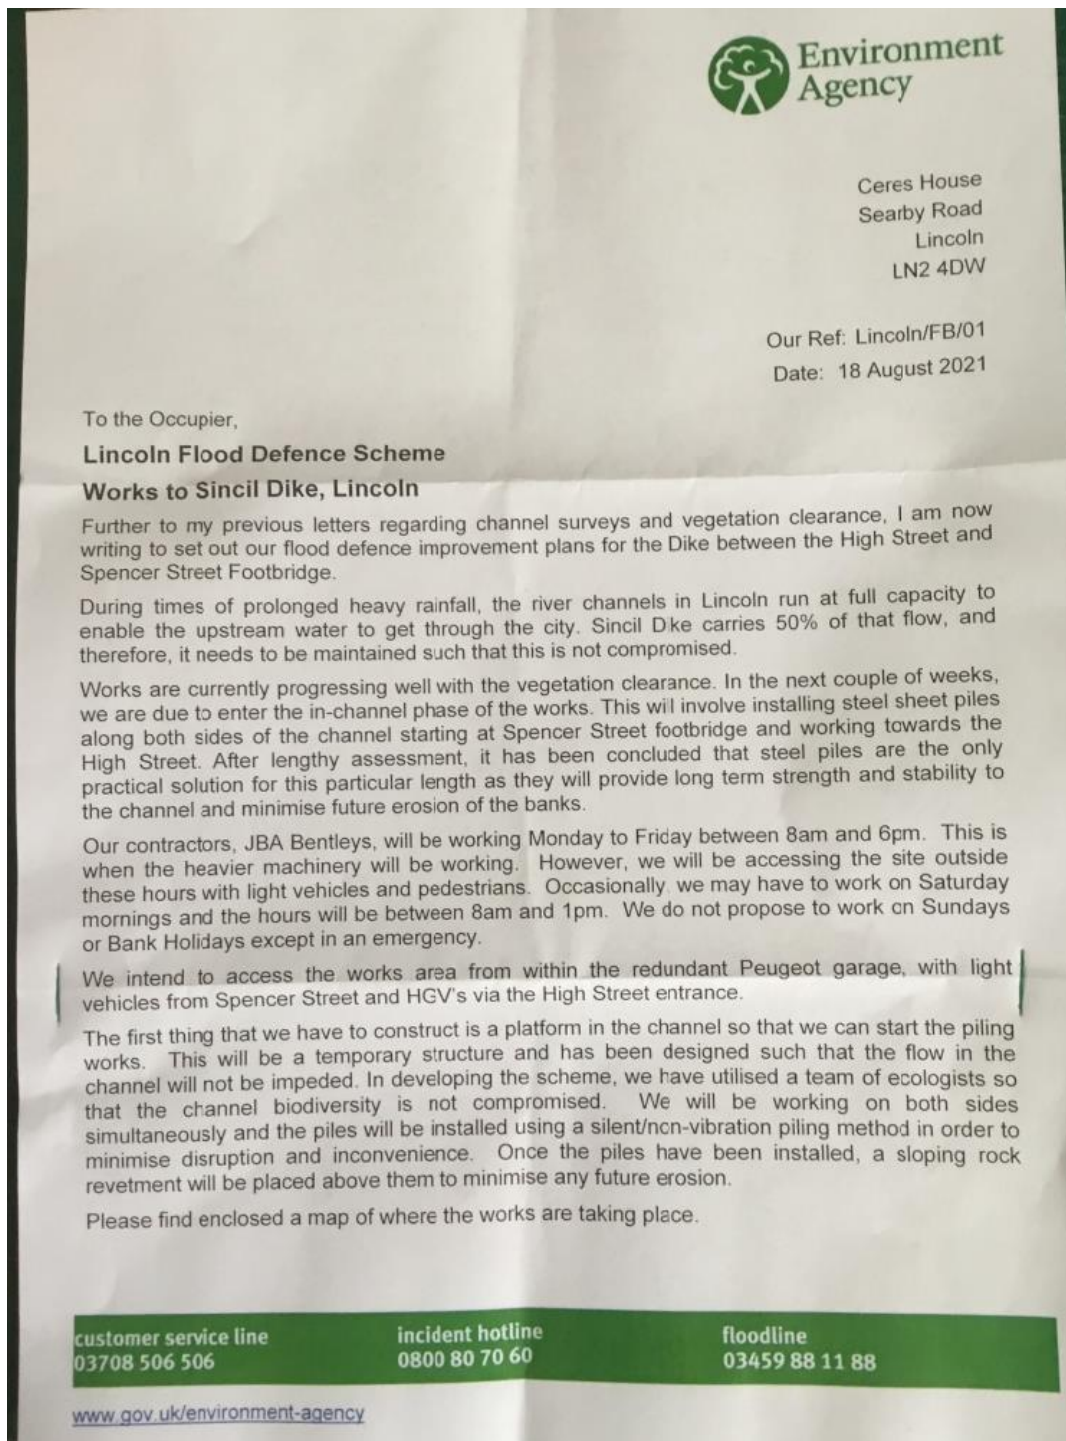 Environment
Agency
Ceres House
Searby Road
Lincoln
LN2 4DW
Our Ref: Lincoln/FB/01
Date: 18 August 2021
To the Occupier,
Lincoln Flood Defence Scheme
Works to Sincil Dike, Lincoln
Further to my previous letters regarding channel surveys and vegetation clearance, I am now
writing to set out our flood defence improvement plans for the Dike between the High Street and
Spencer Street Footbridge.
During times of prolonged heavy rainfall, the river channels in Lincoln run at full capacity to
enable the upstream water to get through the city. Sincil Dike carries 50% of that flow, and
therefore, it needs to be maintained such that this is not compromised.
Works are currently progressing well with the vegetation clearance. In the next couple of weeks,
we are due to enter the in-channel phase of the works. This will involve installing steel sheet piles
along both sides of the channel starting at Spencer Street footbridge and working towards the
High Street. After lengthy assessment, it has been concluded that steel piles are the only
practical solution for this particular length as they will provide long term strength and stability to
the channel and minimise future erosion of the banks.
Our contractors, JBA Bentleys, will be working Monday to Friday between 8am and 6pm. This is
when the heavier machinery will be working. However, we will be accessing the site outside
these hours with light vehicles and pedestrians. Occasionally, we may have to work on Saturday
mornings and the hours will be between 8am and 1pm. We do not propose to work on Sundays
or Bank Holidays except in an emergency.
We intend to access the works area from within the redundant Peugeot garage, with light
vehicles from Spencer Street and HGV's via the High Street entrance.
The first thing that we have to construct is a platform in the channel so that we can start the piling
works. This will be a temporary structure and has been designed such that the flow in the
channel will not be impeded. In developing the scheme, we have utilised a team of ecologists so
that the channel biodiversity is not compromised. We will be working on both sides
simultaneously and the piles will be installed using a silent/non-vibration piling method in order to
minimise disruption and inconvenience. Once the piles have been installed, a sloping rock
revetment will be placed above them to minimise any future erosion.
Please find enclosed a map of where the works are taking place.
customer service line
03708 506 506
incident hotline
0800 80 70 60
floodline
03459 88 11 88
www.gov.uk/environment-agency